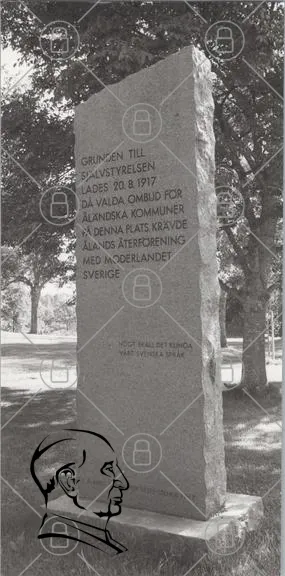 GRUNDEN TILL
SJÄLVSTYRELSEN
LADES 20.8.1917
DÅ VALDA OMBUD FÖR
ÅLÄNDSKA KOMMUNER
PÅ DENNA PLATS KRÄVDE
ÅLANDS ÅTERFÖRENING
MED MODERLANDET
SVERIGE
HÖGT SKALL DET KLINGA
VÅRT SVENSKA SPRÅK